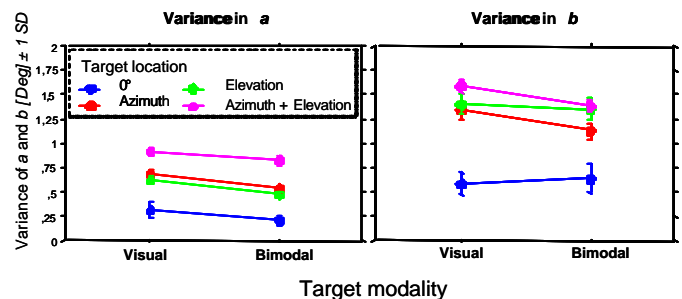 Variance in a
Variance in b
Variance of a and b [Deg] ± 1 SD
2
1,75
1,5
1,25
1
,75
,5
,25
0
Target location
0°
Azimuth
Elevation
Azimuth + Elevation
Visual
Bimodal
Visual
Bimodal
Target modality